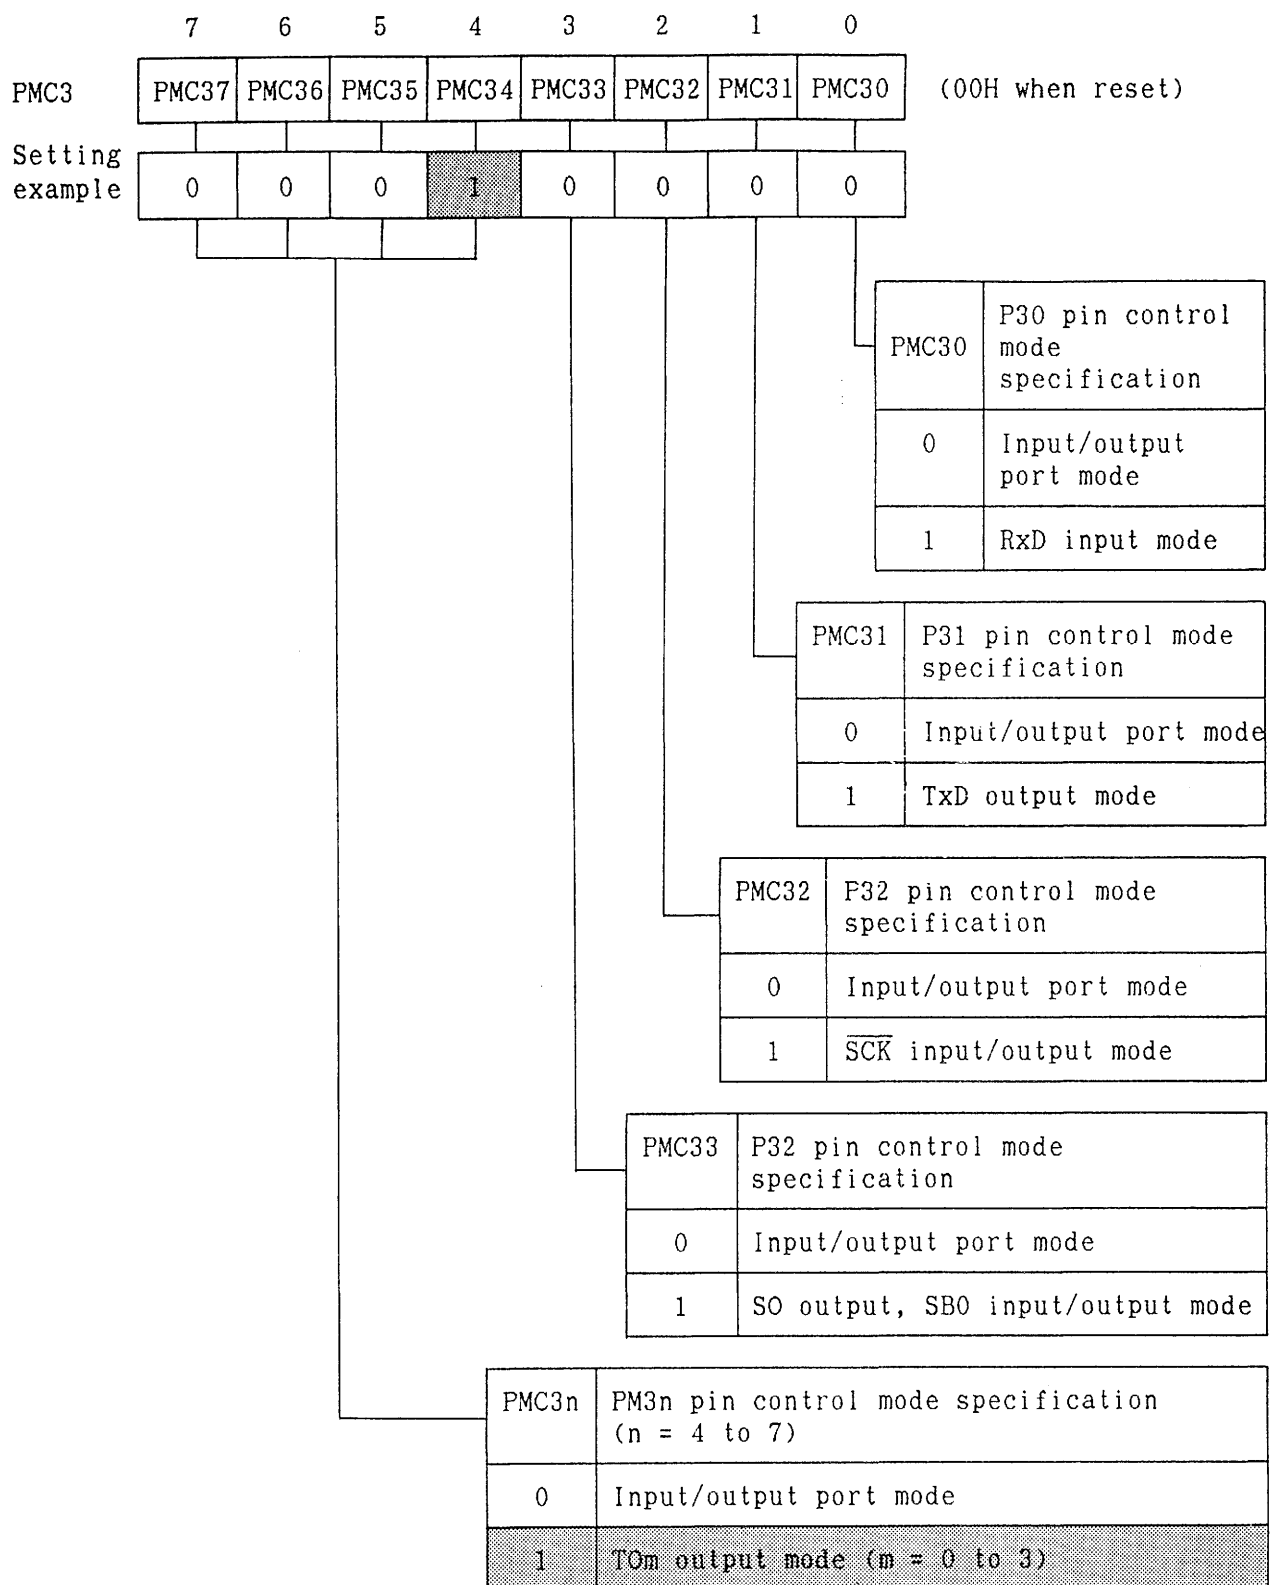 7 6 5 4 3 2 1 0
PMC3 PMC37 PMC36 PMC35 PMC34 PMC33 PMC32 PMC31 PMC30 (00H when reset)
Setting
example 0 0 0 1 0 0 0 0
PMC30 P30 pin control
mode
specification
0 Input/output
port mode
1 RxD input mode
PMC31 P31 pin control mode
specification
0 Input/output port mode
1 TxD output mode
PMC32 P32 pin control mode
specification
0 Input/output port mode
1 S̅C̅K̅ input/output mode
PMC33 P32 pin control mode
specification
0 Input/output port mode
1 SO output, SB0 input/output mode
PMC3n PM3n pin control mode specification
(n = 4 to 7)
0 Input/output port mode
1 TOm output mode (m = 0 to 3)